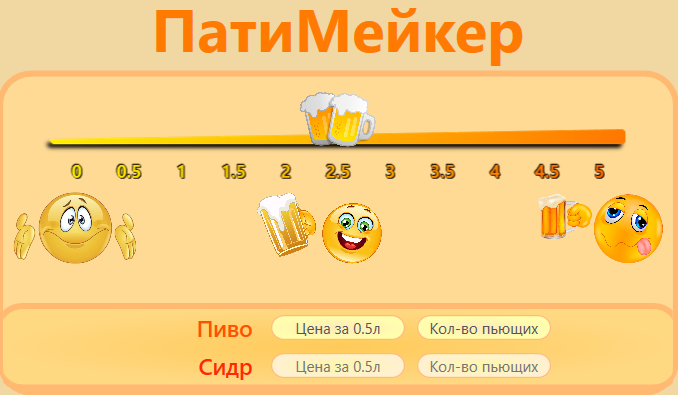 ПатиМейкер
0 0.5 1 1.5 2 2.5 3 3.5 4 4.5 5
Пиво Цена за 0.5л Кол-во пьющих
Сидр Цена за 0.5л Кол-во пьющих